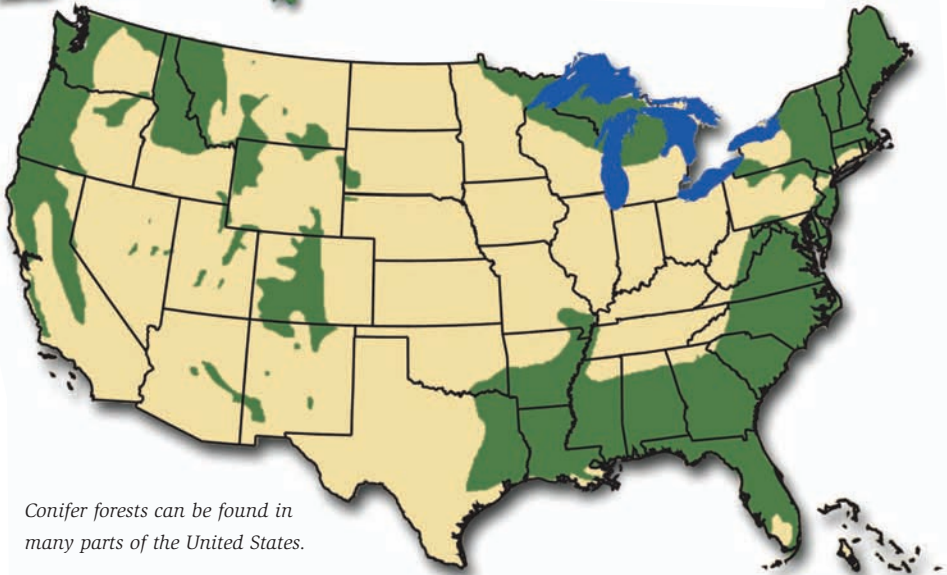 Conifer forests can be found in
many parts of the United States.